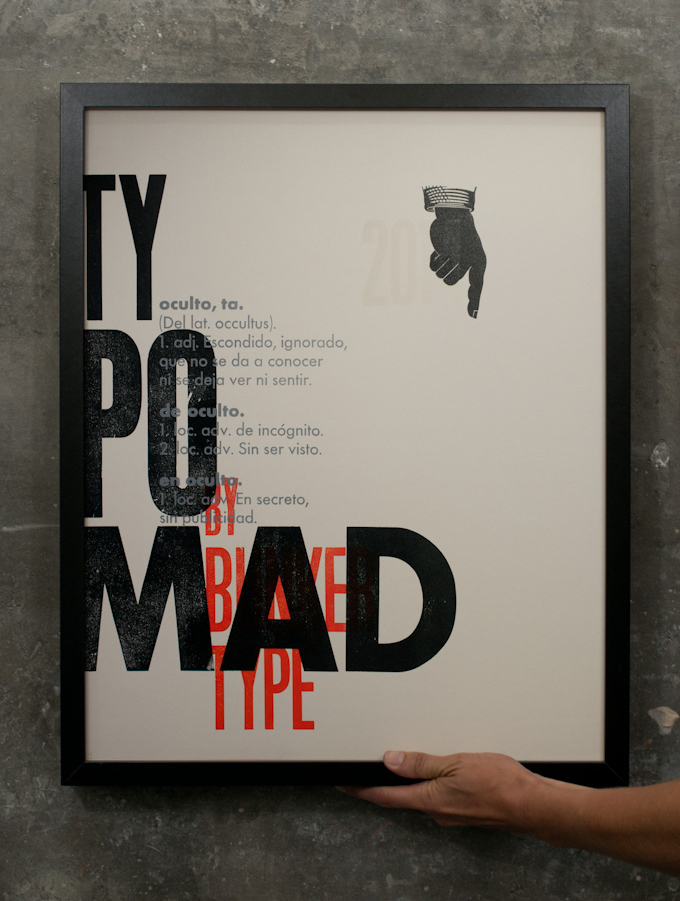 TY
PO
MAD
oculto, ta.
(Del lat. occultus).
1. adj. Escondido, ignorado,
que no se da a conocer
ni se deja ver ni sentir.
de oculto.
1. loc. adv. de incógnito.
2. loc. adv. Sin ser visto.
en oculto.
1. loc. adv. En secreto,
sin publicidad.
BY
BUNKER
TYPE